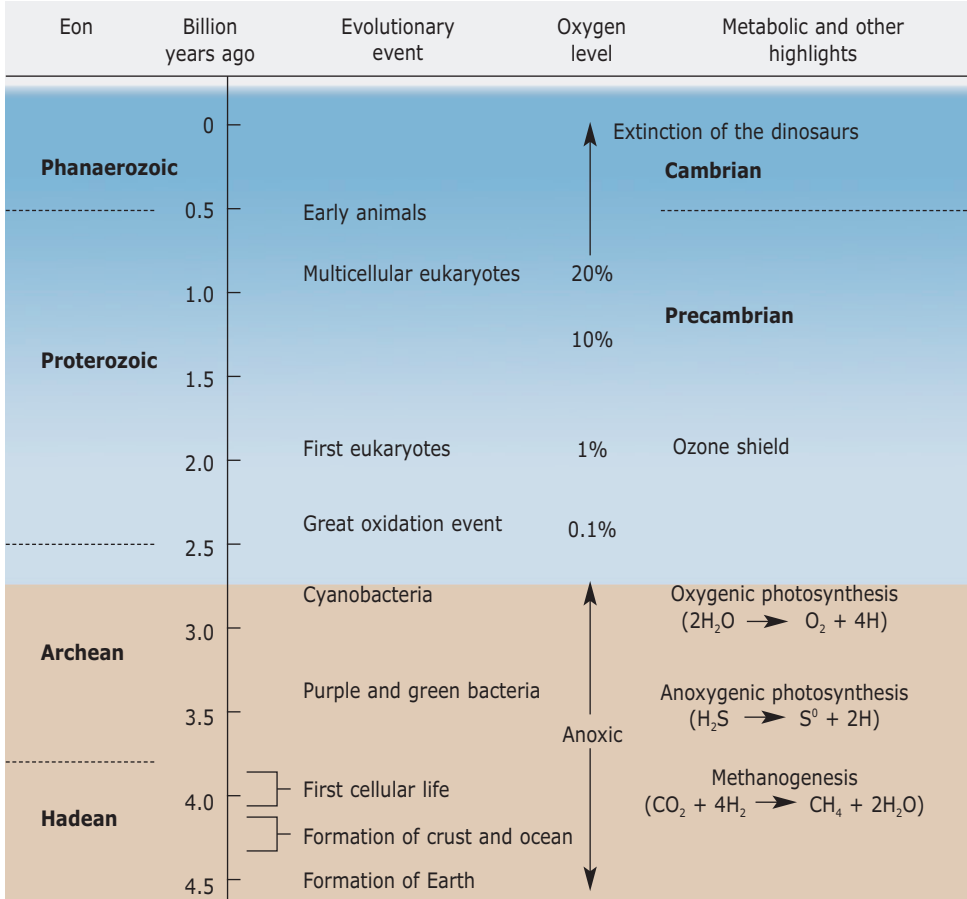 Eon
Billion
years ago
Evolutionary
event
Oxygen
level
Metabolic and other
highlights
0
Extinction of the dinosaurs
Phanaerozoic
Cambrian
0.5
Early animals
Multicellular eukaryotes
20%
1.0
Precambrian
10%
Proterozoic
1.5
First eukaryotes
1%
Ozone shield
2.0
Great oxidation event
0.1%
2.5
Cyanobacteria
Oxygenic photosynthesis
(2H₂O → O₂ + 4H)
3.0
Archean
Purple and green bacteria
Anoxygenic photosynthesis
(H₂S → S⁰ + 2H)
3.5
Anoxic
First cellular life
Methanogenesis
(CO₂ + 4H₂ → CH₄ + 2H₂O)
4.0
Hadean
Formation of crust and ocean
Formation of Earth
4.5